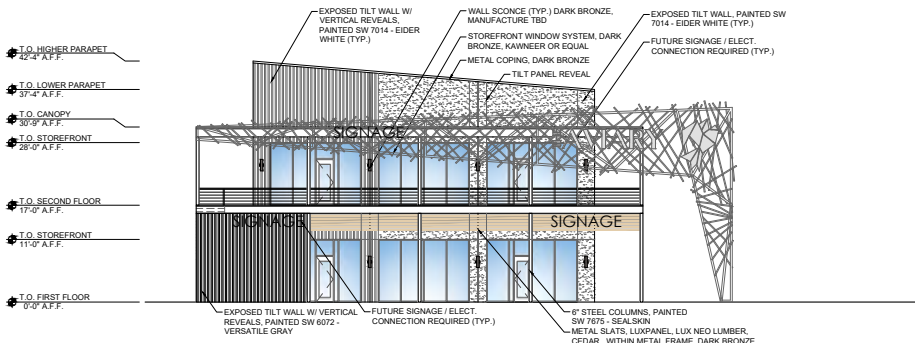 EXPOSED TILT WALL W/
VERTICAL REVEALS,
PAINTED SW 7014 - EIDER
WHITE (TYP.)
WALL SCONCE (TYP.) DARK BRONZE,
MANUFACTURE TBD
STOREFRONT WINDOW SYSTEM, DARK
BRONZE, KAWNEER OR EQUAL
METAL COPING, DARK BRONZE
TILT PANEL REVEAL
EXPOSED TILT WALL, PAINTED SW
7014 - EIDER WHITE (TYP.)
FUTURE SIGNAGE / ELECT.
CONNECTION REQUIRED (TYP.)
T.O. HIGHER PARAPET
42'-4" A.F.F.
T.O. LOWER PARAPET
37'-4" A.F.F.
T.O. CANOPY
30'-9" A.F.F.
T.O. STOREFRONT
28'-0" A.F.F.
T.O. SECOND FLOOR
17'-0" A.F.F.
T.O. STOREFRONT
11'-0" A.F.F.
T.O. FIRST FLOOR
0'-0" A.F.F.
SIGNAGE
SIGNAGE
SIGNAGE
EXPOSED TILT WALL W/ VERTICAL
REVEALS, PAINTED SW 6072 -
VERSATILE GRAY
FUTURE SIGNAGE / ELECT.
CONNECTION REQUIRED (TYP.)
6" STEEL COLUMNS, PAINTED
SW 7675 - SEALSKIN
METAL SLATS, LUXPANEL, LUX NEO LUMBER,
CEDAR, WITHIN METAL FRAME, DARK BRONZE